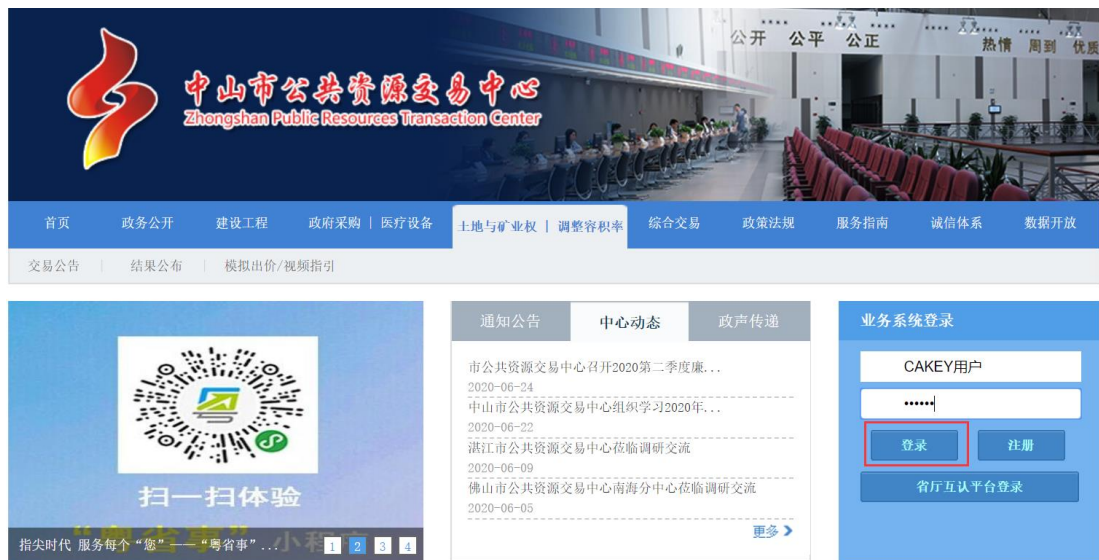 公开 公平 公正
热情 周到 优质
中山市公共资源交易中心
Zhongshan Public Resources Transaction Center
首页 政务公开 建设工程 政府采购 | 医疗设备 土地与矿业权 | 调整容积率 综合交易 政策法规 服务指南 诚信体系 数据开放
交易公告 结果公布 模拟出价/视频指引
扫一扫体验
“粤省事”小程序
指尖时代 服务每个“您”——“粤省事”...
1 2 3 4
通知公告 中心动态 政声传递
市公共资源交易中心召开2020第二季度廉...
2020-06-24
中山市公共资源交易中心组织学习2020年...
2020-06-22
湛江市公共资源交易中心莅临调研交流
2020-06-09
佛山市公共资源交易中心南海分中心莅临调研交流
2020-06-05
更多
业务系统登录
CAKEY用户
••••••
登录 注册
省厅互认平台登录